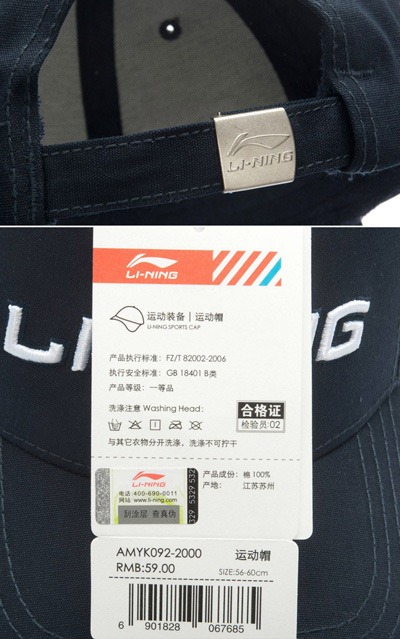 LI-NING
LI-NING
LI-NING
运动装备 | 运动帽
LI-NING SPORTS CAP
产品执行标准: FZ/T 82002-2006
执行安全标准: GB 18401 B类
产品等级: 一等品
洗涤注意 Washing Head:
合格证
检验员:02
与其它衣物分开洗涤，洗涤不可拧干
LI-NING
电话:400-690-0011
网站:www.li-ning.com
刮涂层 查真伪
产品成份: 棉100%
产地: 江苏苏州
AMYK092-2000 运动帽
RMB:59.00 SIZE:56-60cm
6 901828 067685